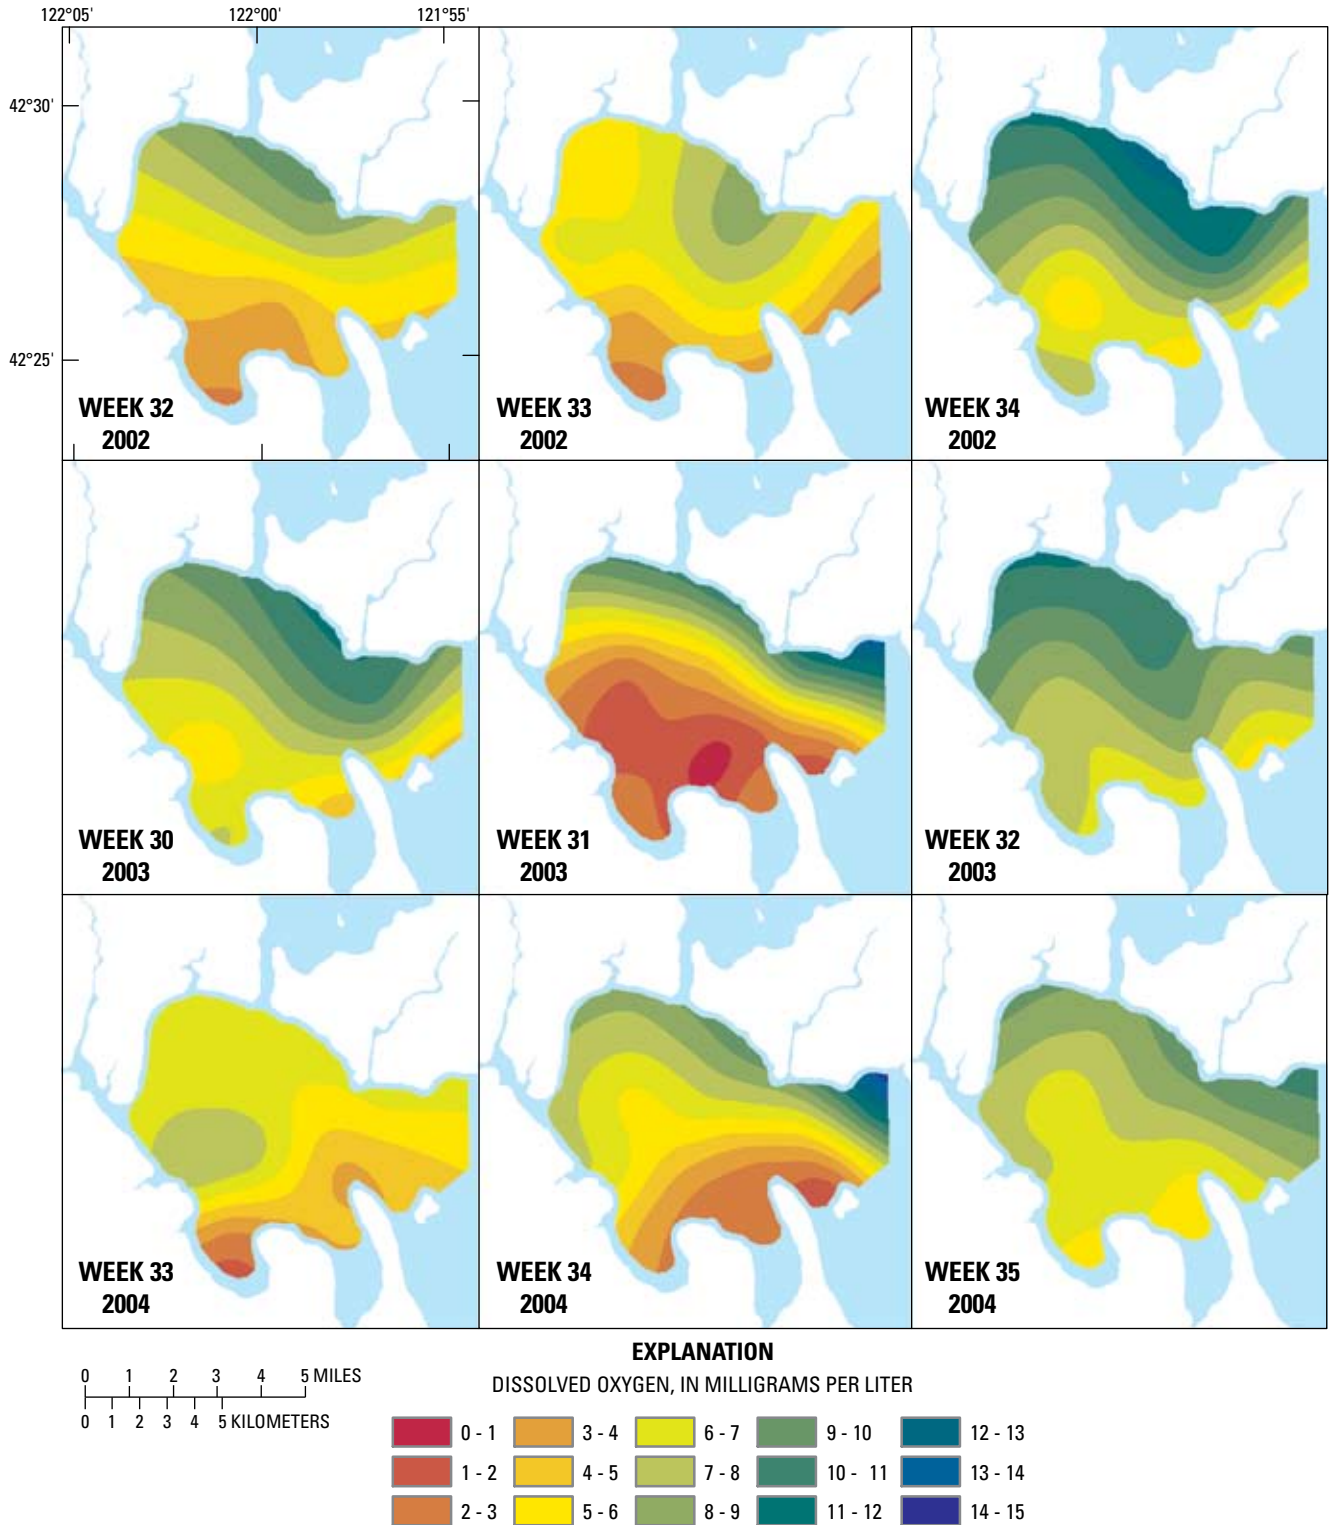 122°05' 122°00' 121°55'
42°30'
42°25'
WEEK 32
2002
WEEK 33
2002
WEEK 34
2002
WEEK 30
2003
WEEK 31
2003
WEEK 32
2003
WEEK 33
2004
WEEK 34
2004
WEEK 35
2004
0 1 2 3 4 5 MILES
0 1 2 3 4 5 KILOMETERS
EXPLANATION
DISSOLVED OXYGEN, IN MILLIGRAMS PER LITER
0 - 1 3 - 4 6 - 7 9 - 10 12 - 13
1 - 2 4 - 5 7 - 8 10 - 11 13 - 14
2 - 3 5 - 6 8 - 9 11 - 12 14 - 15